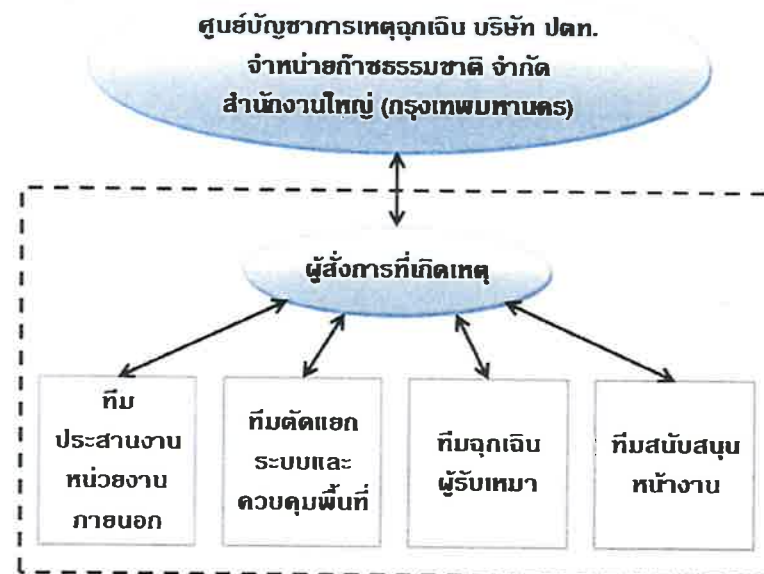 ศูนย์บัญชาการเหตุฉุกเฉิน บริษัท ปตท.
จำหน่ายก๊าซธรรมชาติ จำกัด
สำนักงานใหญ่ (กรุงเทพมหานคร)
ผู้สั่งการที่เกิดเหตุ
ทีม
ประสานงาน
หน่วยงาน
ภายนอก
ทีมตัดแยก
ระบบและ
ควบคุมพื้นที่
ทีมฉุกเฉิน
ผู้รับเหมา
ทีมสนับสนุน
หน้างาน